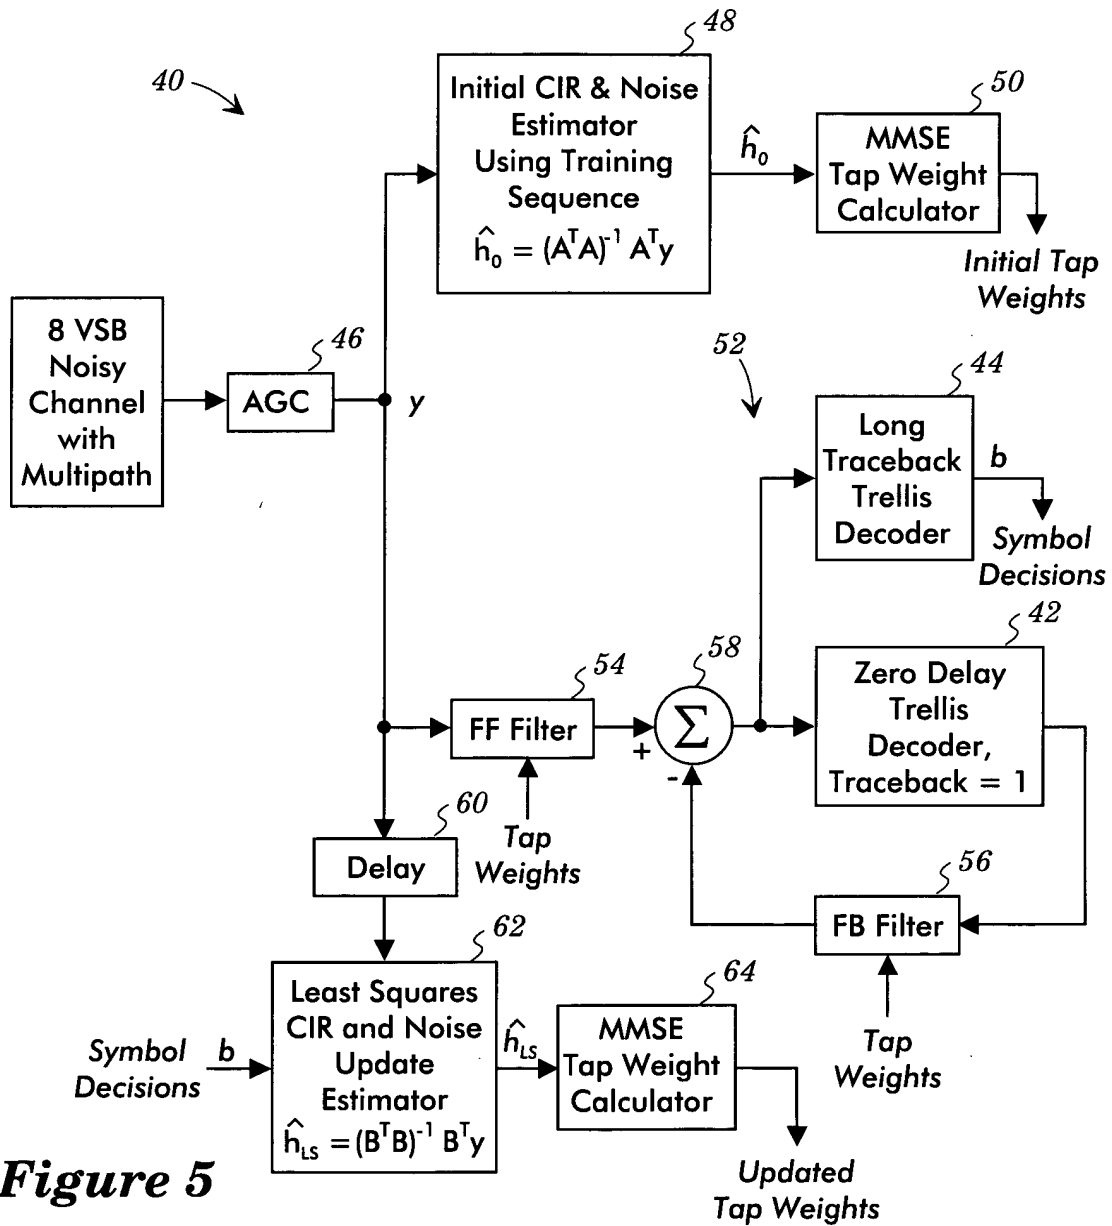 48
40
Initial CIR & Noise
Estimator
Using Training
Sequence
ĥ₀ = (AᵀA)⁻¹ Aᵀy
ĥ₀
50
MMSE
Tap Weight
Calculator
Initial Tap
Weights
8 VSB
Noisy
Channel
with
Multipath
46
AGC
y
52
44
Long
Traceback
Trellis
Decoder
b
Symbol
Decisions
42
Zero Delay
Trellis
Decoder,
Traceback = 1
58
Σ
+
-
54
FF Filter
Tap
Weights
60
Delay
56
FB Filter
Tap
Weights
62
Least Squares
CIR and Noise
Update
Estimator
ĥLS = (BᵀB)⁻¹ Bᵀy
Symbol
Decisions
b
ĥLS
64
MMSE
Tap Weight
Calculator
Updated
Tap Weights
Figure 5